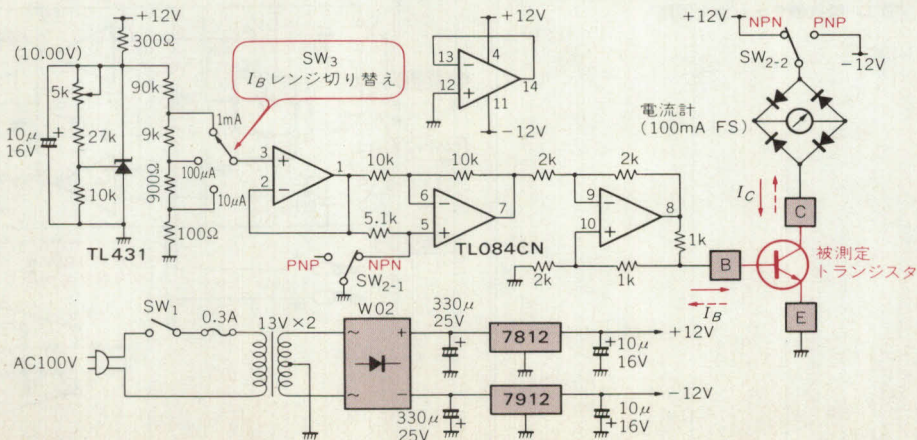 +12V
(10.00V)
300Ω
5k
90k
10μ
16V
27k
9k
10k
900Ω
100Ω
TL431
1mA
100μA
10μA
SW3
IBレンジ切り替え
3
2
1
+12V
13
12
4
14
11
-12V
10k
10k
5.1k
6
5
7
TL084CN
PNP
NPN
SW2-1
2k
2k
9
10
8
1k
2k
1k
+12V
NPN
PNP
SW2-2
-12V
電流計
(100mA FS)
IC
C
B
IB
E
被測定
トランジスタ
AC100V
SW1
0.3A
13V×2
W02
330μ
25V
7812
10μ
16V
+12V
330μ
25V
7912
10μ
16V
-12V